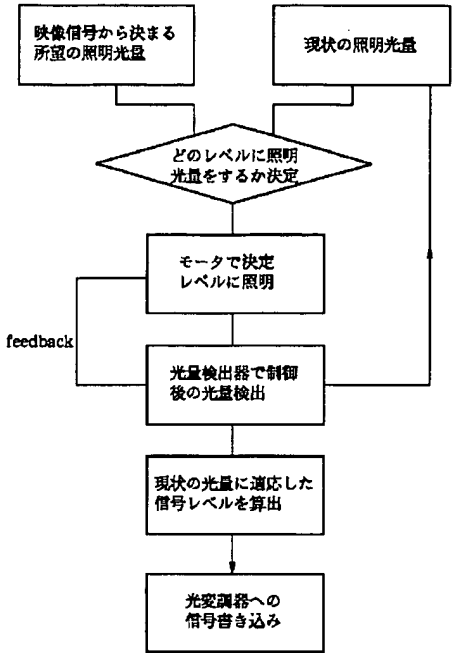 映像信号から決まる
所望の照明光量
現状の照明光量
どのレベルに照明
光量をするか決定
モータで決定
レベルに照明
feedback
光量検出器で制御
後の光量検出
現状の光量に適応した
信号レベルを算出
光変調器への
信号書き込み